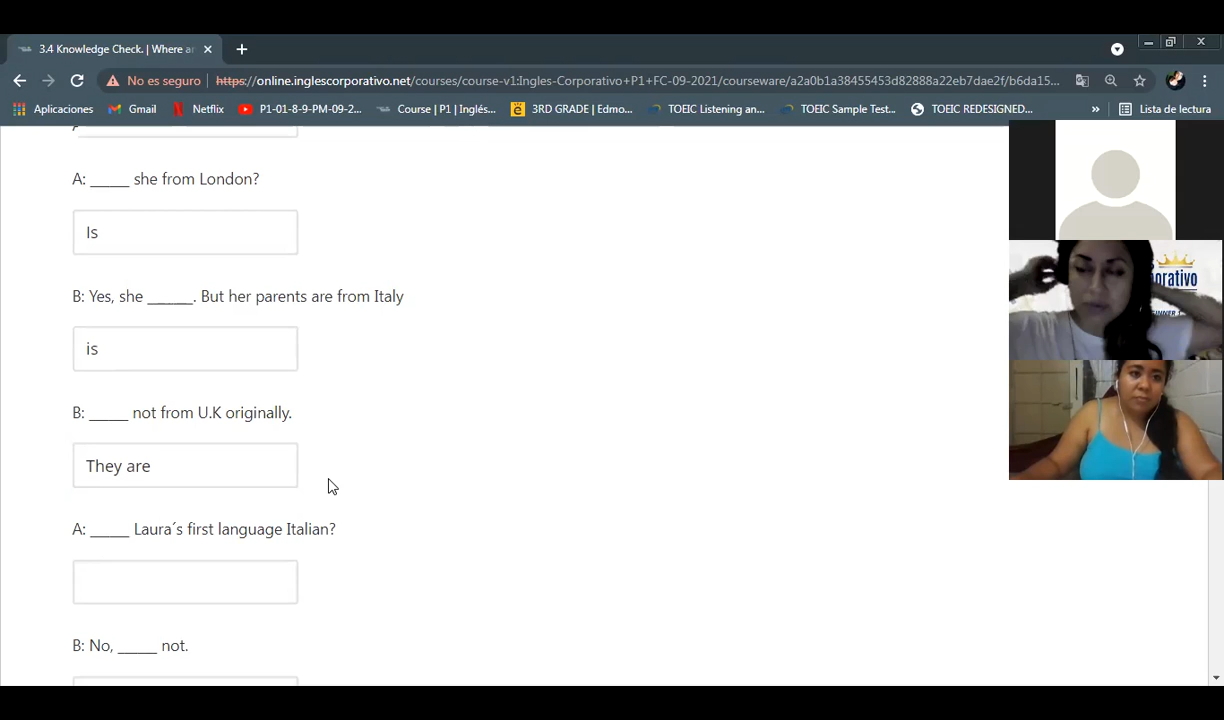 3.4 Knowledge Check. | Where ar
No es seguro | https://online.inglescorporativo.net/courses/course-v1:Ingles-Corporativo+P1+FC-09-2021/courseware/a2a0b1a38455453d82888a22eb7dae2f/b6da15...
Aplicaciones Gmail Netflix P1-01-8-9-PM-09-2... Course | P1 | Inglés... 3RD GRADE | Edmo... TOEIC Listening an... TOEIC Sample Test... TOEIC REDESIGNED... » Lista de lectura
A: _____ she from London?
Is
B: Yes, she ______. But her parents are from Italy
is
B: _____ not from U.K originally.
They are
A: _____ Laura´s first language Italian?
B: No, _____ not.
orativo